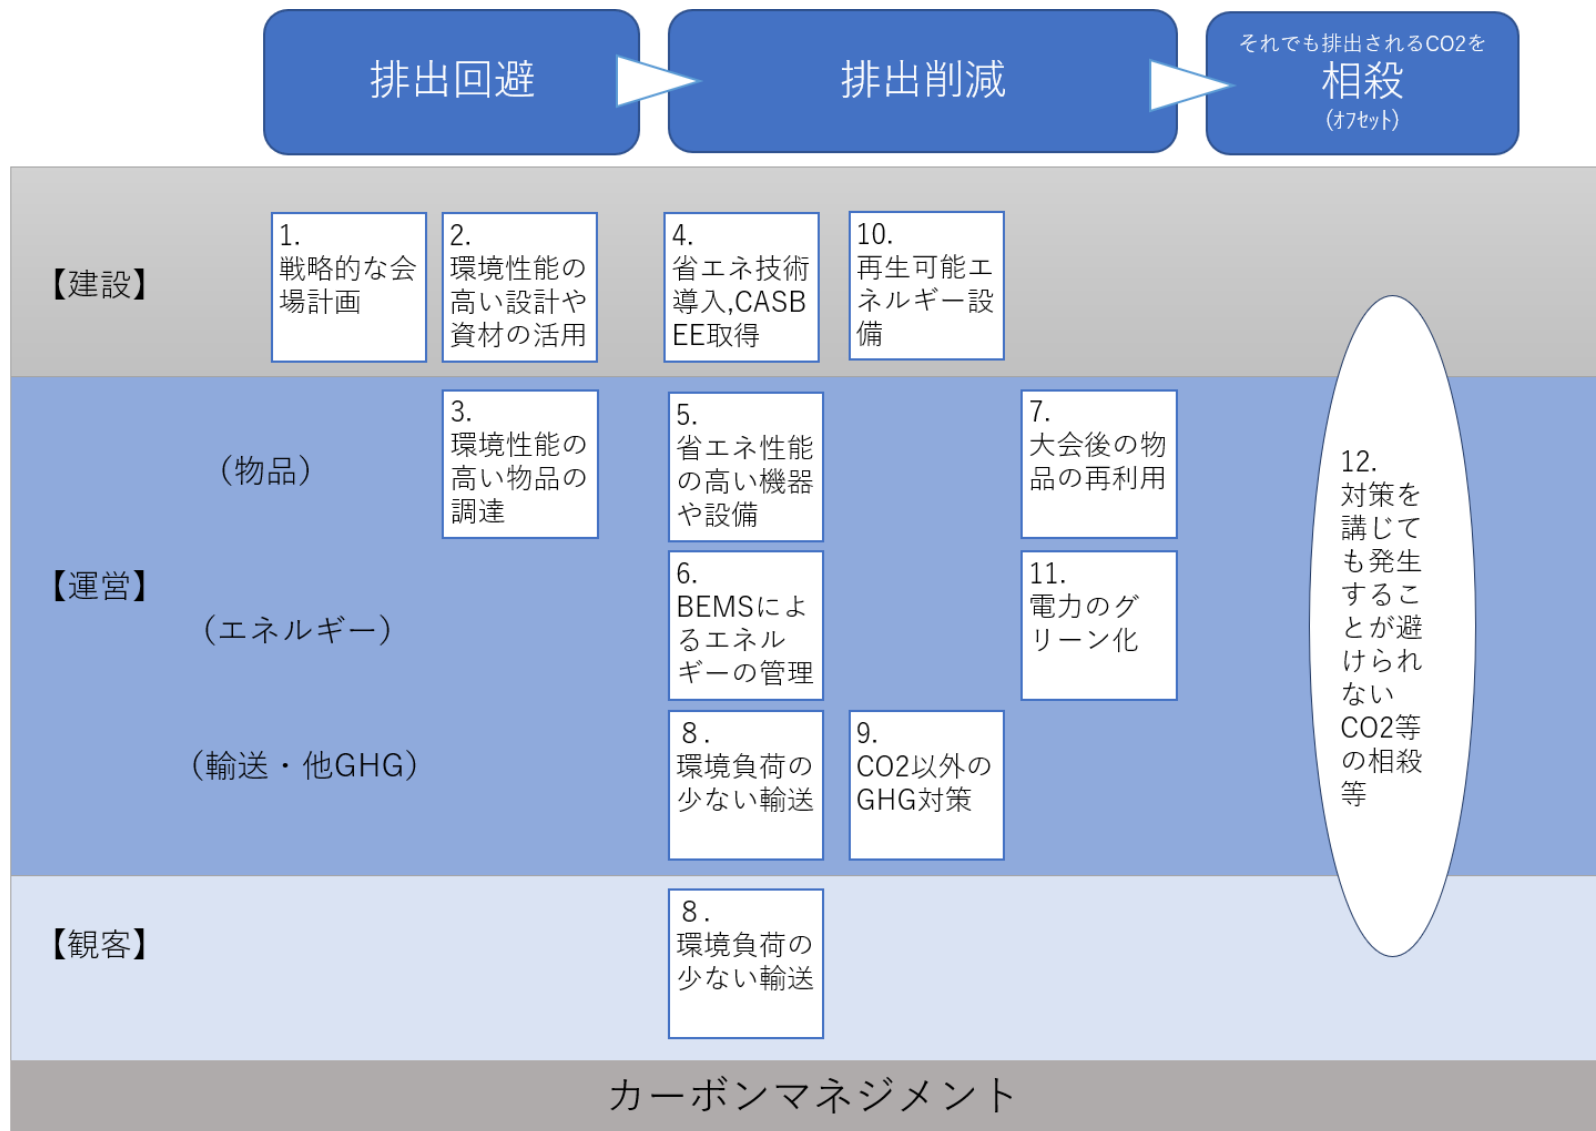 排出回避
排出削減
それでも排出されるCO2を
相殺
(ｵﾌｾｯﾄ)
【建設】
1.
戦略的な会
場計画
2.
環境性能の
高い設計や
資材の活用
4.
省エネ技術
導入,CASB
EE取得
10.
再生可能エ
ネルギー設
備
【運営】
（物品）
3.
環境性能の
高い物品の
調達
5.
省エネ性能
の高い機器
や設備
7.
大会後の物
品の再利用
（エネルギー）
6.
BEMSによ
るエネル
ギーの管理
11.
電力のグ
リーン化
（輸送・他GHG）
８.
環境負荷の
少ない輸送
9.
CO2以外の
GHG対策
【観客】
８.
環境負荷の
少ない輸送
12.
対策を
講じて
も発生
するこ
とが避
けられ
ない
CO2等
の相殺
等
カーボンマネジメント